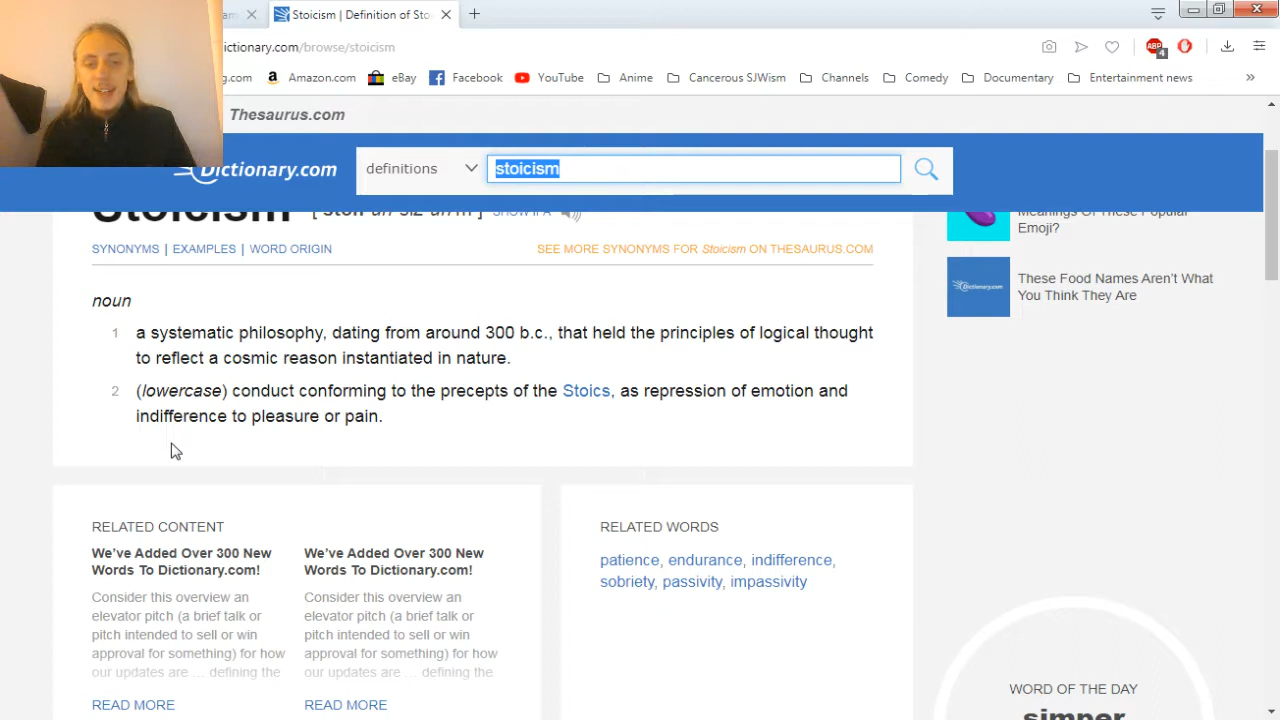 Stoicism | Definition of Sto
ictionary.com/browse/stoicism
g.com Amazon.com eBay Facebook YouTube Anime Cancerous SJWism Channels Comedy Documentary Entertainment news »
ABP 4
Thesaurus.com
Dictionary.com definitions stoicism
SHOW IPA
Stoicism
SYNONYMS | EXAMPLES | WORD ORIGIN
SEE MORE SYNONYMS FOR Stoicism ON THESAURUS.COM
noun
1 a systematic philosophy, dating from around 300 b.c., that held the principles of logical thought
to reflect a cosmic reason instantiated in nature.
2 (lowercase) conduct conforming to the precepts of the Stoics, as repression of emotion and
indifference to pleasure or pain.
Meanings Of These Popular
Emoji?
Dictionary.com
These Food Names Aren't What
You Think They Are
RELATED CONTENT
We've Added Over 300 New
Words To Dictionary.com!
Consider this overview an
elevator pitch (a brief talk or
pitch intended to sell or win
approval for something) for how
our updates are … defining the
READ MORE
We've Added Over 300 New
Words To Dictionary.com!
Consider this overview an
elevator pitch (a brief talk or
pitch intended to sell or win
approval for something) for how
our updates are … defining the
READ MORE
RELATED WORDS
patience, endurance, indifference,
sobriety, passivity, impassivity
WORD OF THE DAY
simper